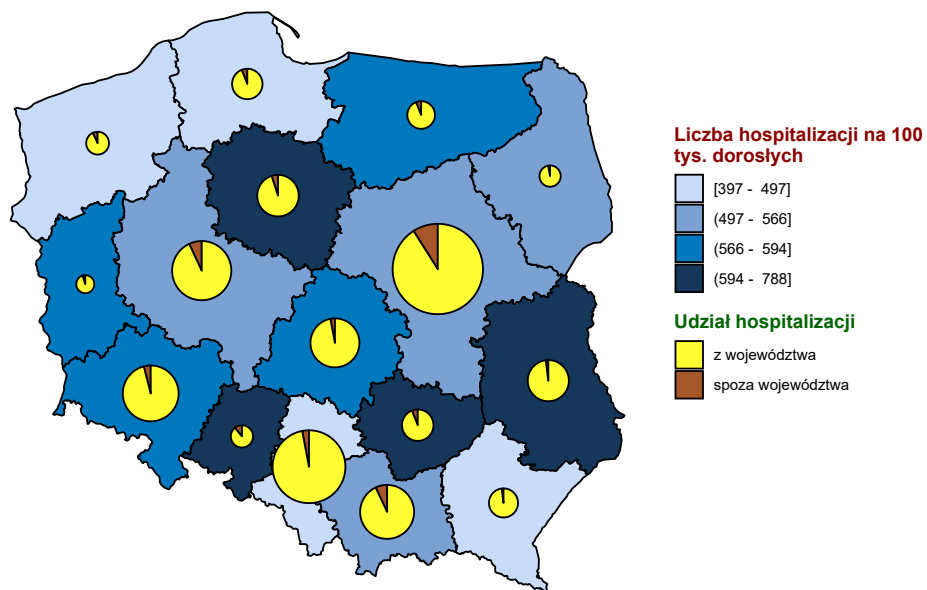 Liczba hospitalizacji na 100
tys. dorosłych
[397 - 497]
(497 - 566]
(566 - 594]
(594 - 788]
Udział hospitalizacji
z województwa
spoza województwa